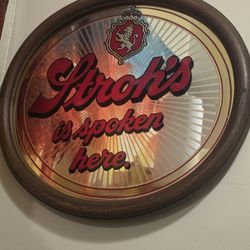 Stroh's
is spoken
here.